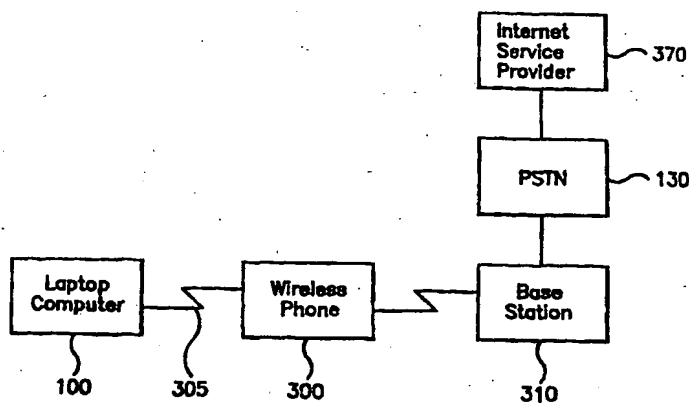 Internet
Service
Provider
370
PSTN
130
Laptop
Computer
Wireless
Phone
Base
Station
100
305
300
310